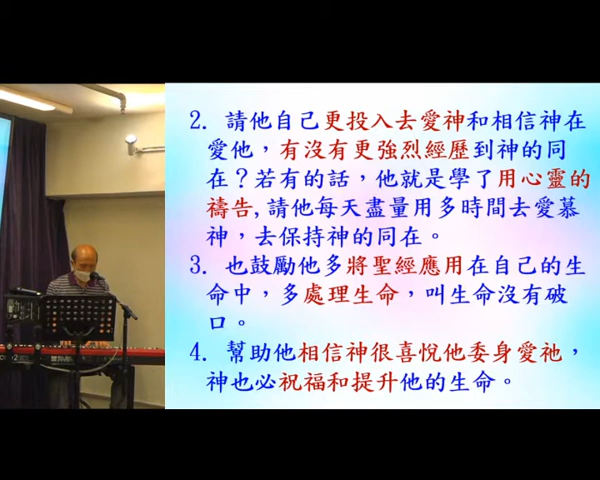 2. 請他自己更投入去愛神和相信神在
愛他，有沒有更強烈經歷到神的同
在？若有的話，他就是學了用心靈的
禱告,請他每天盡量用多時間去愛慕
神，去保持神的同在。
3. 也鼓勵他多將聖經應用在自己的生
命中，多處理生命，叫生命沒有破
口。
4. 幫助他相信神很喜悅他委身愛祂，
神也必祝福和提升他的生命。